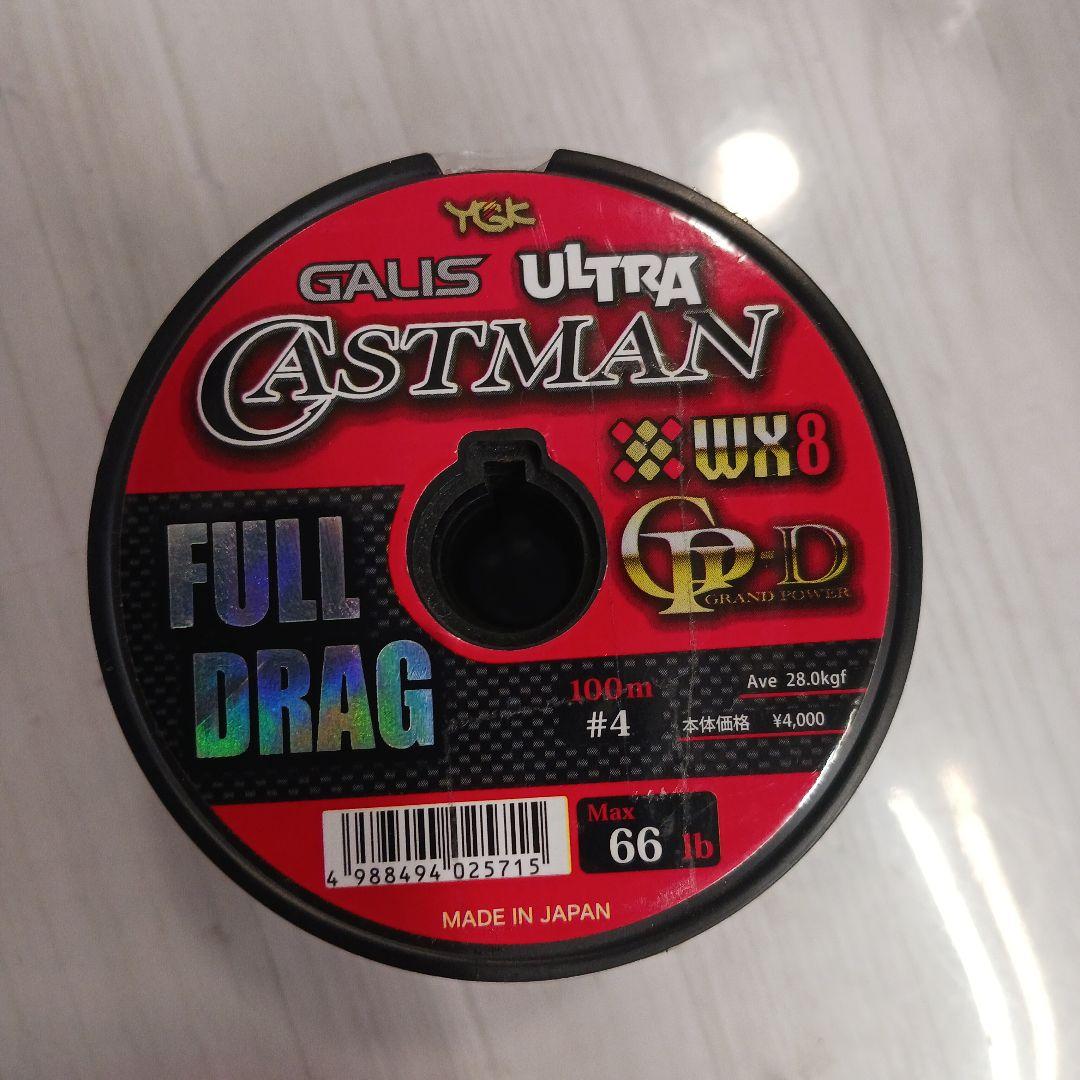 YGK
GALIS ULTRA
CASTMAN
WX8
GP-D
GRAND POWER
FULL
DRAG
100m
#4
Ave 28.0kgf
本体価格 ¥4,000
Max
66 lb
4 988494 025715
MADE IN JAPAN